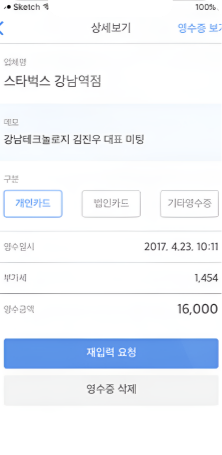 Sketch 100%
상세보기 영수증 보기
업체명
스타벅스 강남역점
메모
강남테크놀로지 김진우 대표 미팅
구분
개인카드 법인카드 기타영수증
영수일시 2017. 4.23. 10:11
부가세 1,454
영수금액 16,000
재입력 요청
영수증 삭제